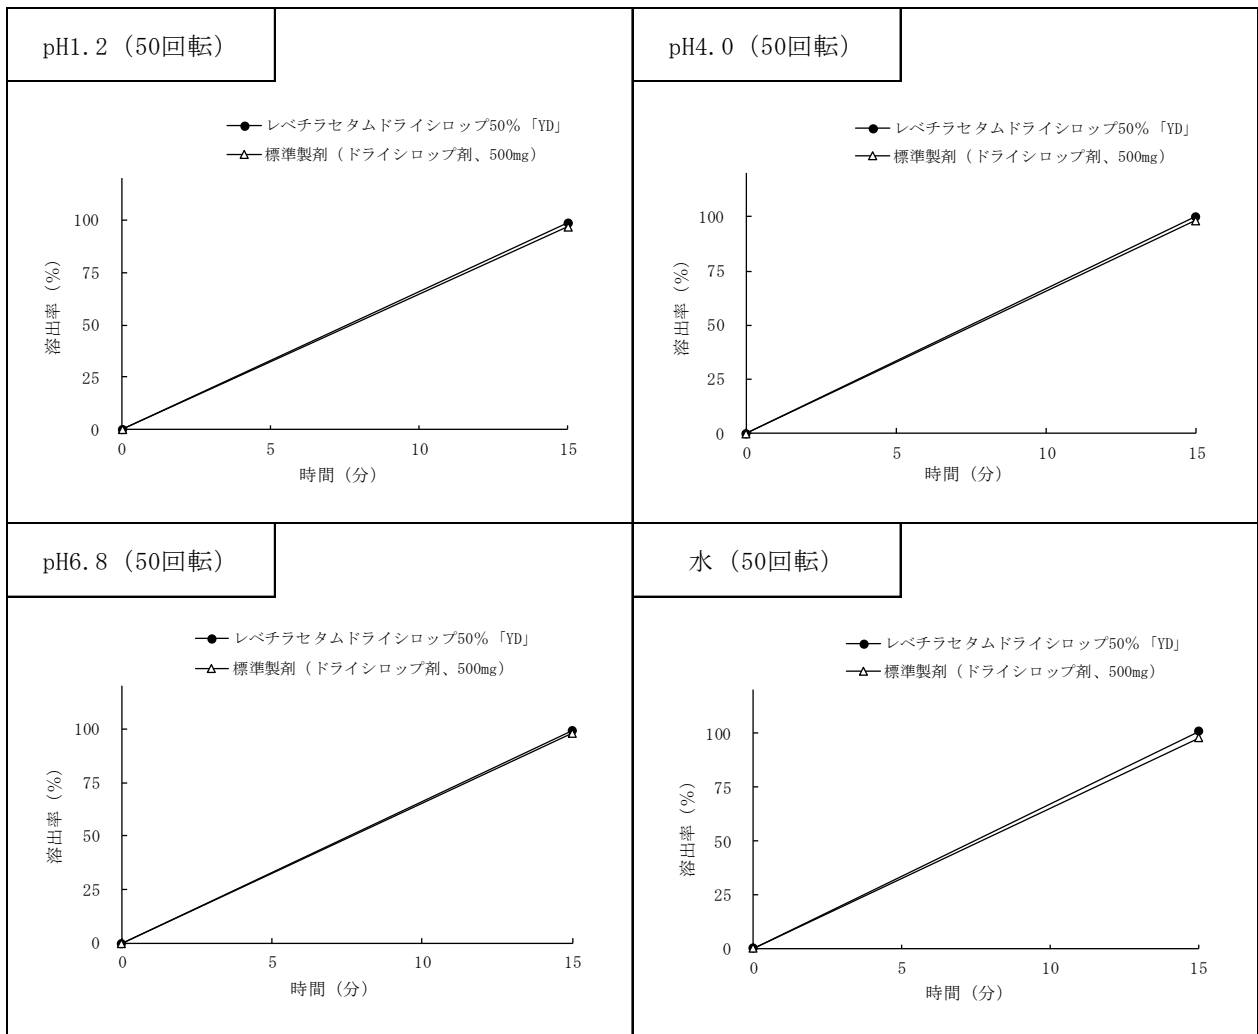 pH1.2（50回転）
レベチラセタムドライシロップ50％「YD」
標準製剤（ドライシロップ剤、500mg）
100
75
50
25
0
溶出率（％）
0 5 10 15
時間（分）
pH4.0（50回転）
レベチラセタムドライシロップ50％「YD」
標準製剤（ドライシロップ剤、500mg）
100
75
50
25
0
溶出率（％）
0 5 10 15
時間（分）
pH6.8（50回転）
レベチラセタムドライシロップ50％「YD」
標準製剤（ドライシロップ剤、500mg）
100
75
50
25
0
溶出率（％）
0 5 10 15
時間（分）
水（50回転）
レベチラセタムドライシロップ50％「YD」
標準製剤（ドライシロップ剤、500mg）
100
75
50
25
0
溶出率（％）
0 5 10 15
時間（分）